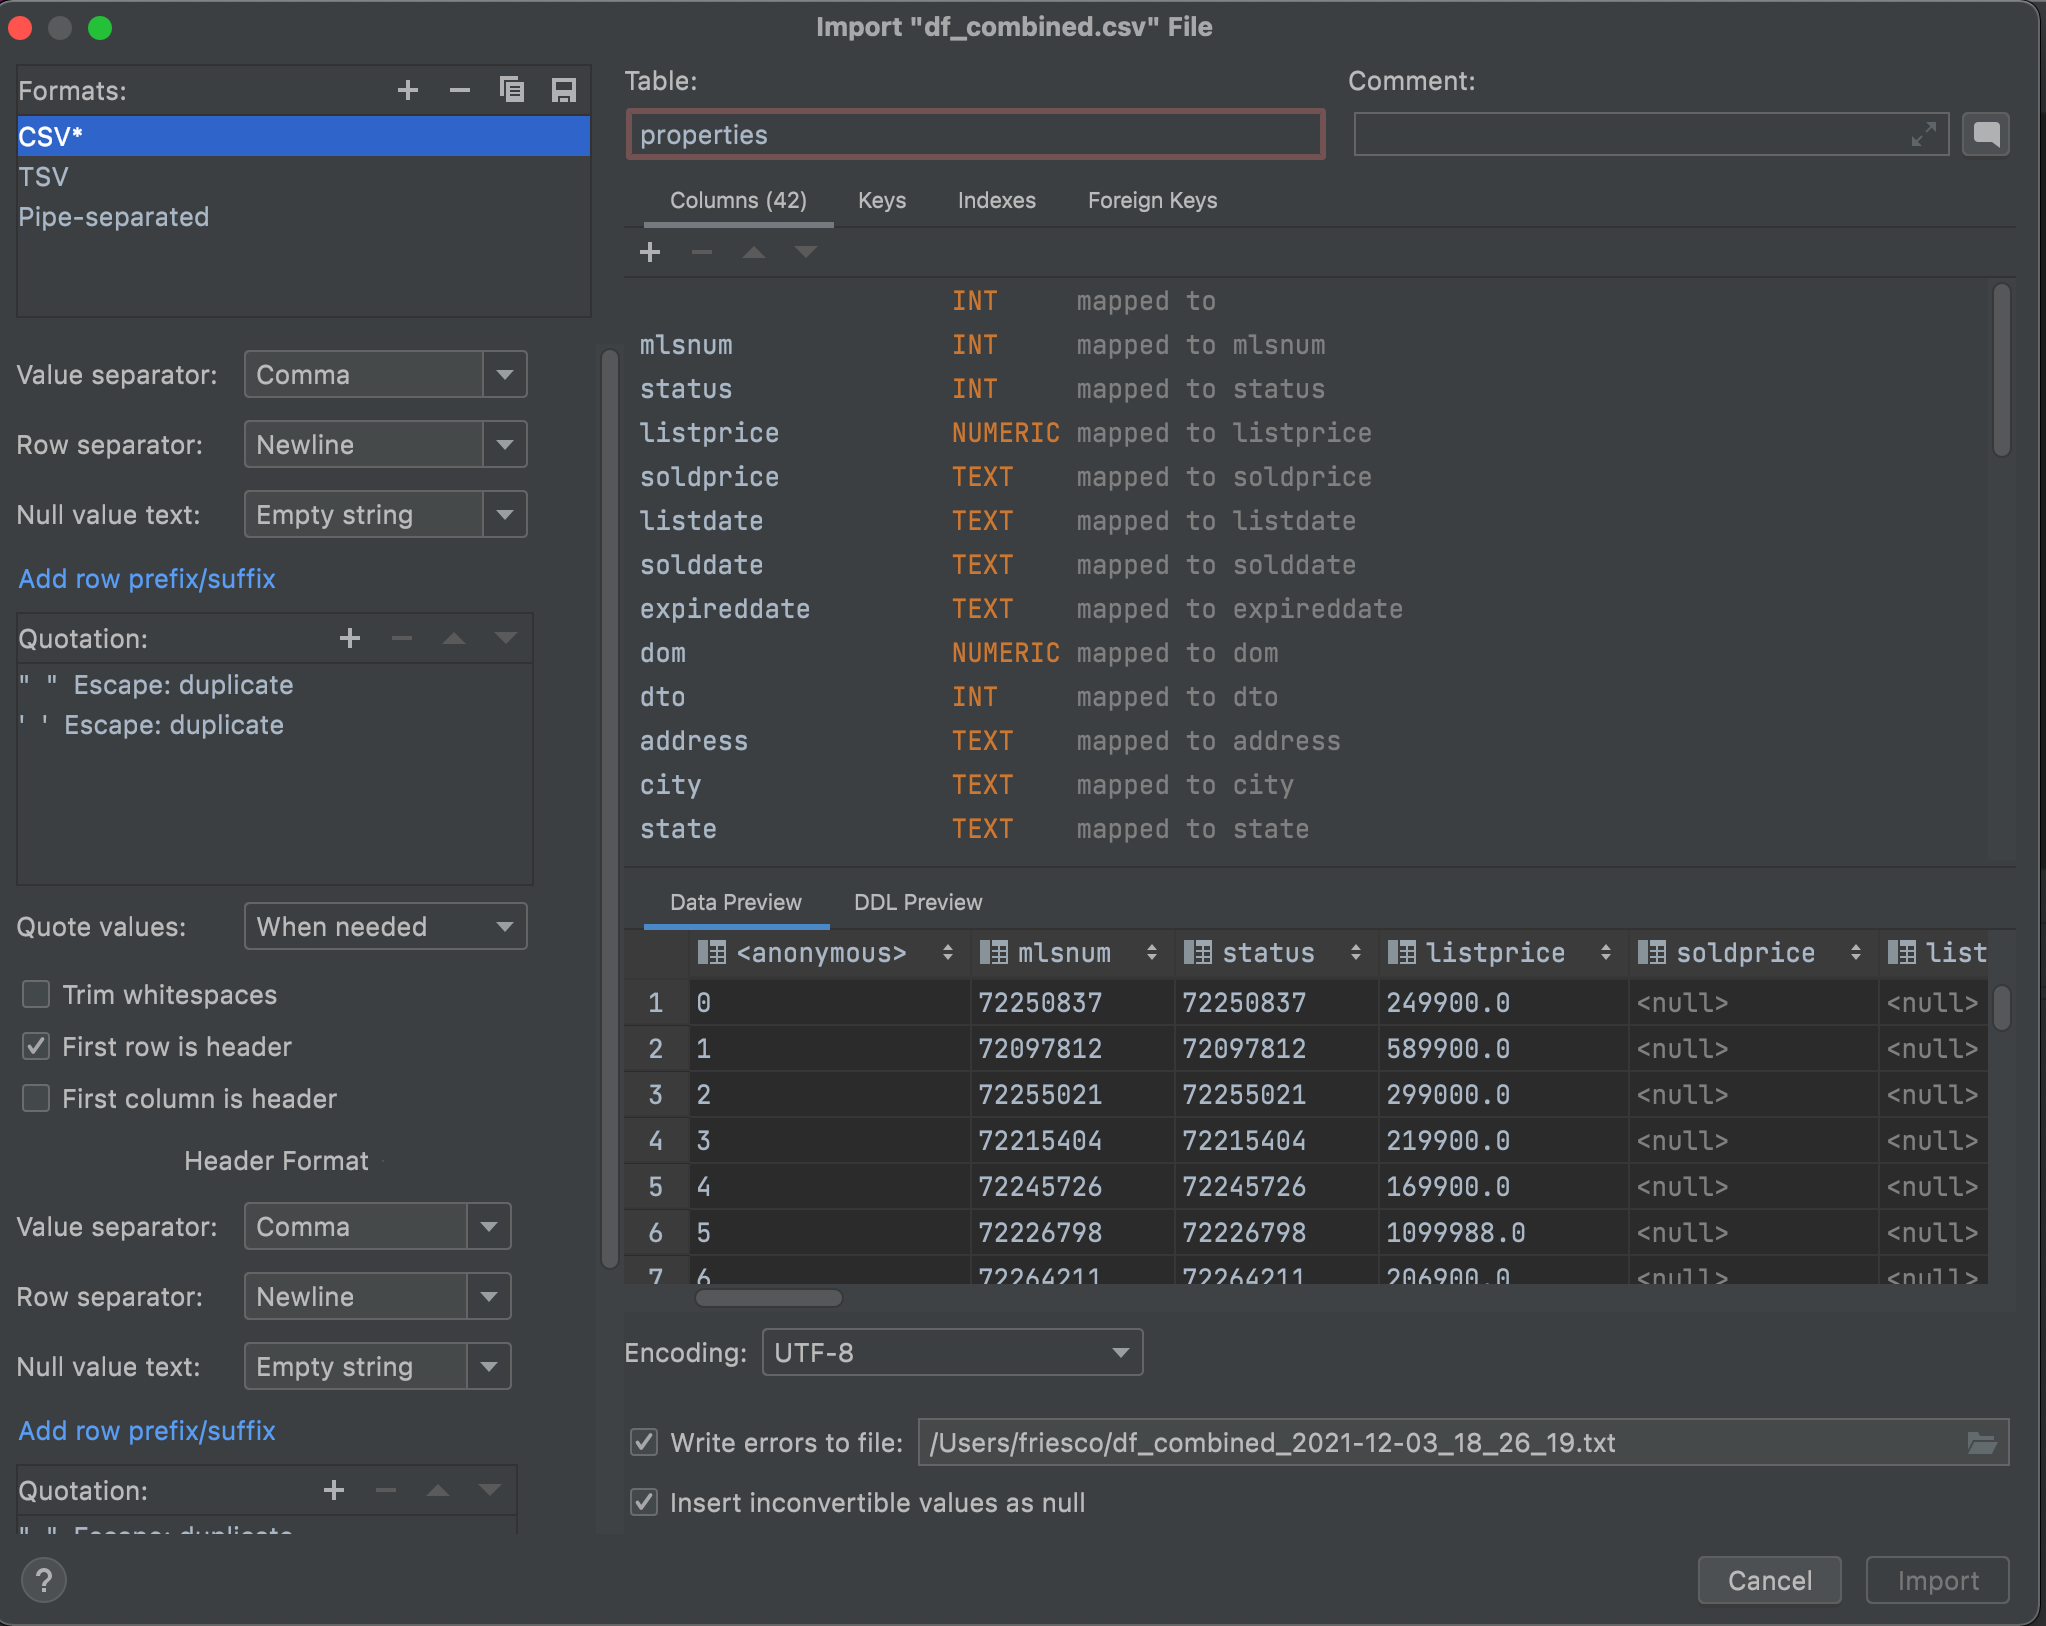 Import "df_combined.csv" File
Formats:
CSV*
TSV
Pipe-separated
Value separator: Comma
Row separator: Newline
Null value text: Empty string
Add row prefix/suffix
Quotation:
" " Escape: duplicate
' ' Escape: duplicate
Quote values: When needed
Trim whitespaces
First row is header
First column is header
Header Format
Value separator: Comma
Row separator: Newline
Null value text: Empty string
Add row prefix/suffix
Quotation:
" " Escape: duplicate
?
Table:
properties
Comment:
Columns (42) Keys Indexes Foreign Keys
INT mapped to
mlsnum INT mapped to mlsnum
status INT mapped to status
listprice NUMERIC mapped to listprice
soldprice TEXT mapped to soldprice
listdate TEXT mapped to listdate
solddate TEXT mapped to solddate
expireddate TEXT mapped to expireddate
dom NUMERIC mapped to dom
dto INT mapped to dto
address TEXT mapped to address
city TEXT mapped to city
state TEXT mapped to state
Data Preview DDL Preview
<anonymous> mlsnum status listprice soldprice list
1 0 72250837 72250837 249900.0 <null> <null>
2 1 72097812 72097812 589900.0 <null> <null>
3 2 72255021 72255021 299000.0 <null> <null>
4 3 72215404 72215404 219900.0 <null> <null>
5 4 72245726 72245726 169900.0 <null> <null>
6 5 72226798 72226798 1099988.0 <null> <null>
7 6 72264211 72264211 206900.0 <null> <null>
Encoding: UTF-8
Write errors to file: /Users/friesco/df_combined_2021-12-03_18_26_19.txt
Insert inconvertible values as null
Cancel Import